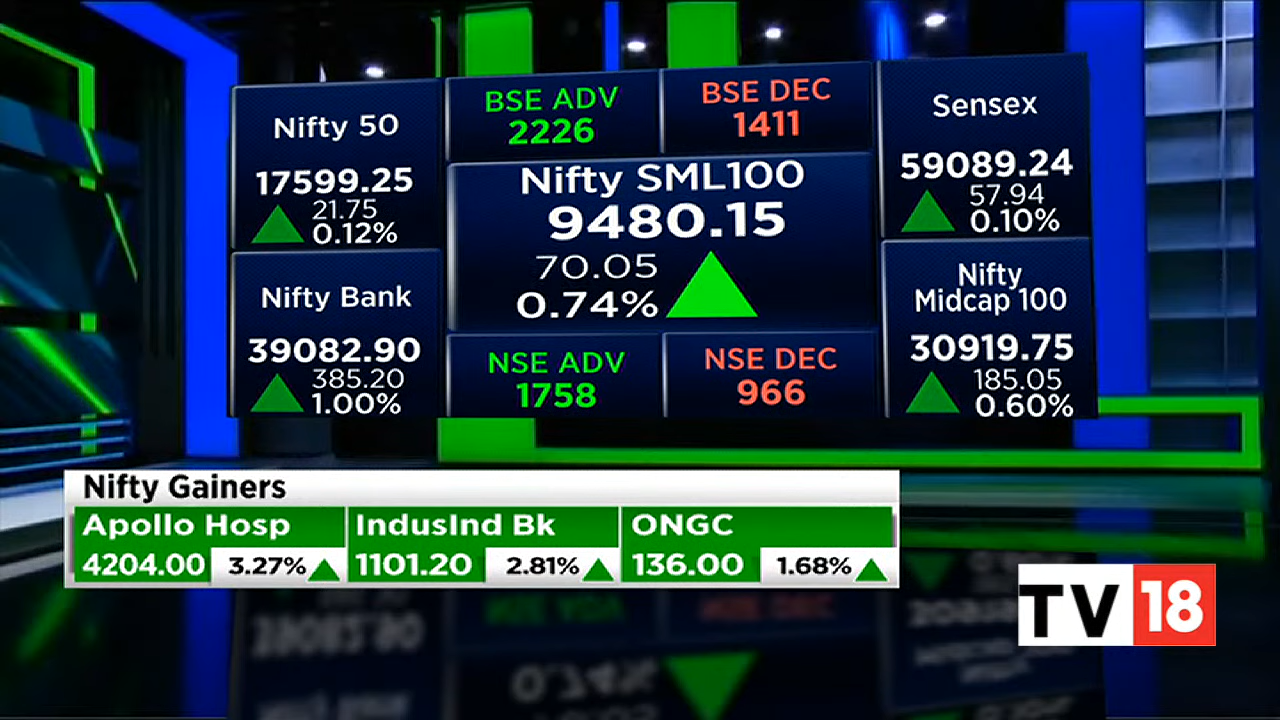 Nifty 50
17599.25
21.75
0.12%
Nifty Bank
39082.90
385.20
1.00%
BSE ADV
2226
BSE DEC
1411
Nifty SML100
9480.15
70.05
0.74%
NSE ADV
1758
NSE DEC
966
Sensex
59089.24
57.94
0.10%
Nifty
Midcap 100
30919.75
185.05
0.60%
Nifty Gainers
Apollo Hosp
4204.00 3.27%
IndusInd Bk
1101.20 2.81%
ONGC
136.00 1.68%
TV18